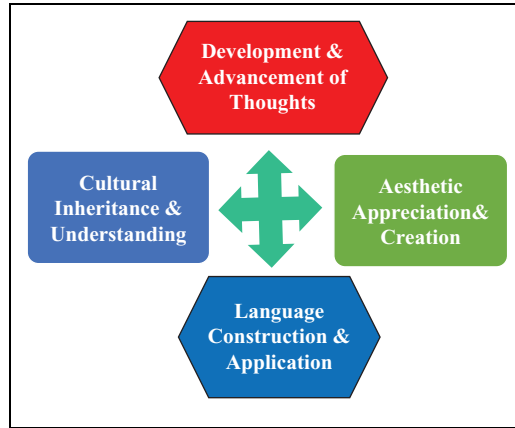 Development &
Advancement of
Thoughts
Cultural
Inheritance &
Understanding
Aesthetic
Appreciation&
Creation
Language
Construction &
Application